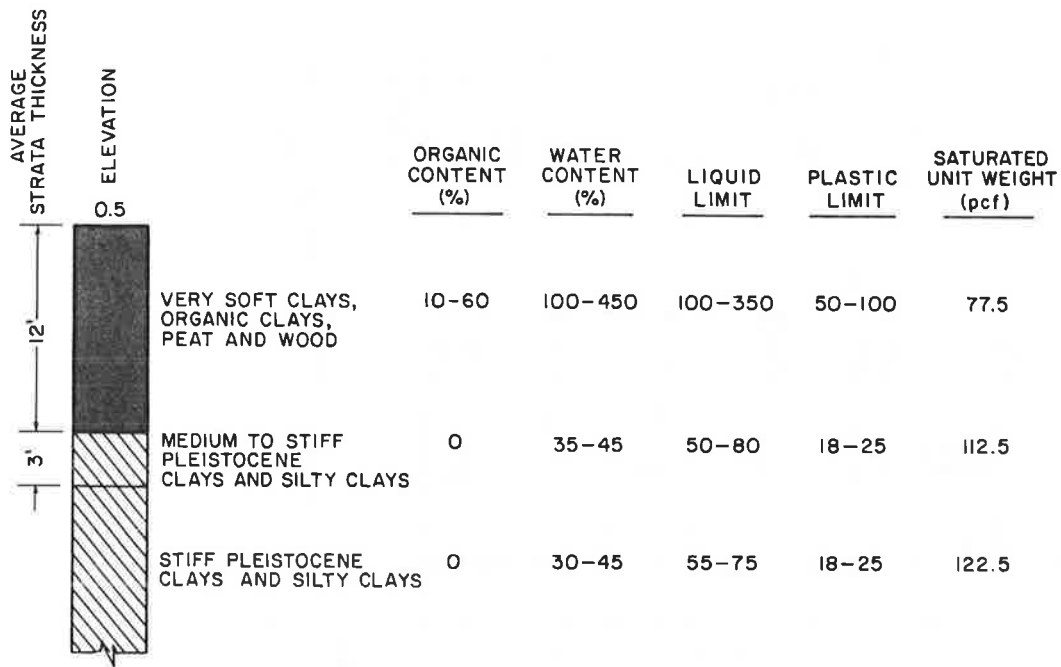 AVERAGE
STRATA THICKNESS
ELEVATION
0.5
ORGANIC
CONTENT
(%)
WATER
CONTENT
(%)
LIQUID
LIMIT
PLASTIC
LIMIT
SATURATED
UNIT WEIGHT
(pcf)
12'
VERY SOFT CLAYS,
ORGANIC CLAYS,
PEAT AND WOOD
10-60 100-450 100-350 50-100 77.5
3'
MEDIUM TO STIFF
PLEISTOCENE
CLAYS AND SILTY CLAYS
0 35-45 50-80 18-25 112.5
STIFF PLEISTOCENE
CLAYS AND SILTY CLAYS
0 30-45 55-75 18-25 122.5